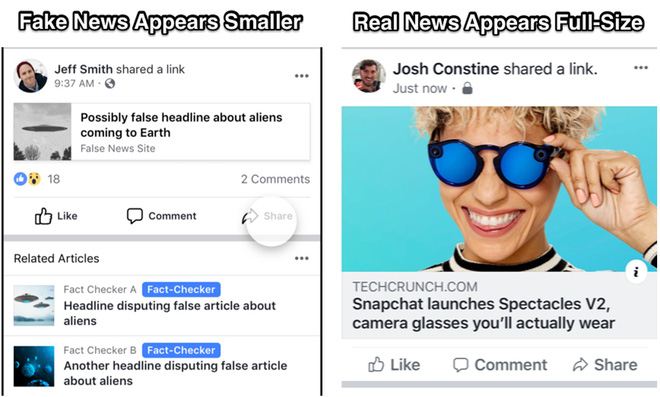 Fake News Appears Smaller
Jeff Smith shared a link
9:37 AM ·
Possibly false headline about aliens
coming to Earth
False News Site
18
2 Comments
Like
Comment
Share
Related Articles
Fact Checker A Fact-Checker
Headline disputing false article about
aliens
Fact Checker B Fact-Checker
Another headline disputing false article
about aliens
Real News Appears Full-Size
Josh Constine shared a link.
Just now ·
TECHCRUNCH.COM
Snapchat launches Spectacles V2,
camera glasses you'll actually wear
Like
Comment
Share